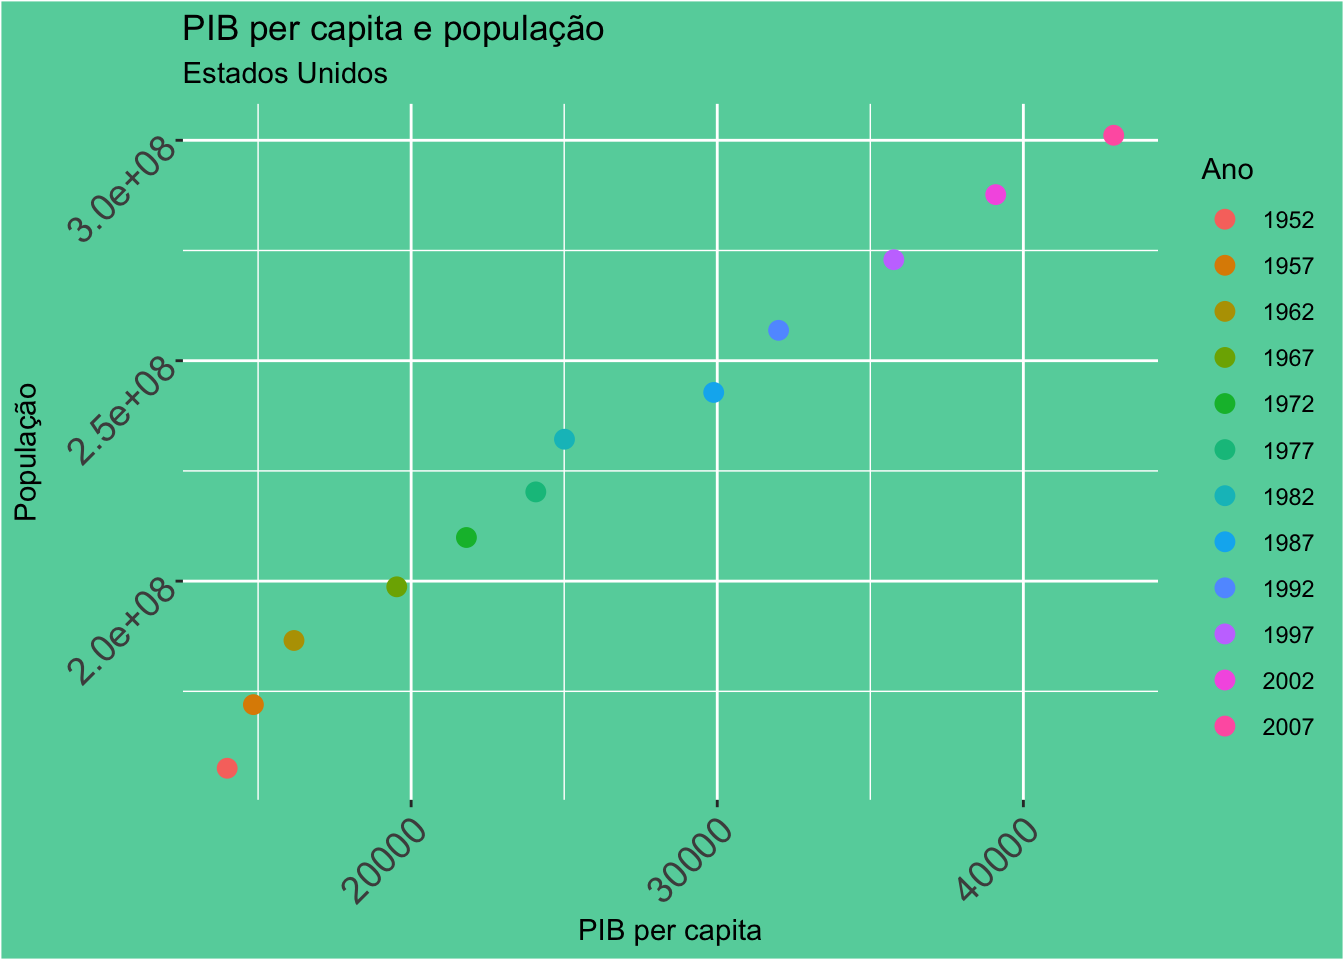 PIB per capita e população
Estados Unidos
3.0e+08
2.5e+08
2.0e+08
População
20000
30000
40000
PIB per capita
Ano
1952
1957
1962
1967
1972
1977
1982
1987
1992
1997
2002
2007